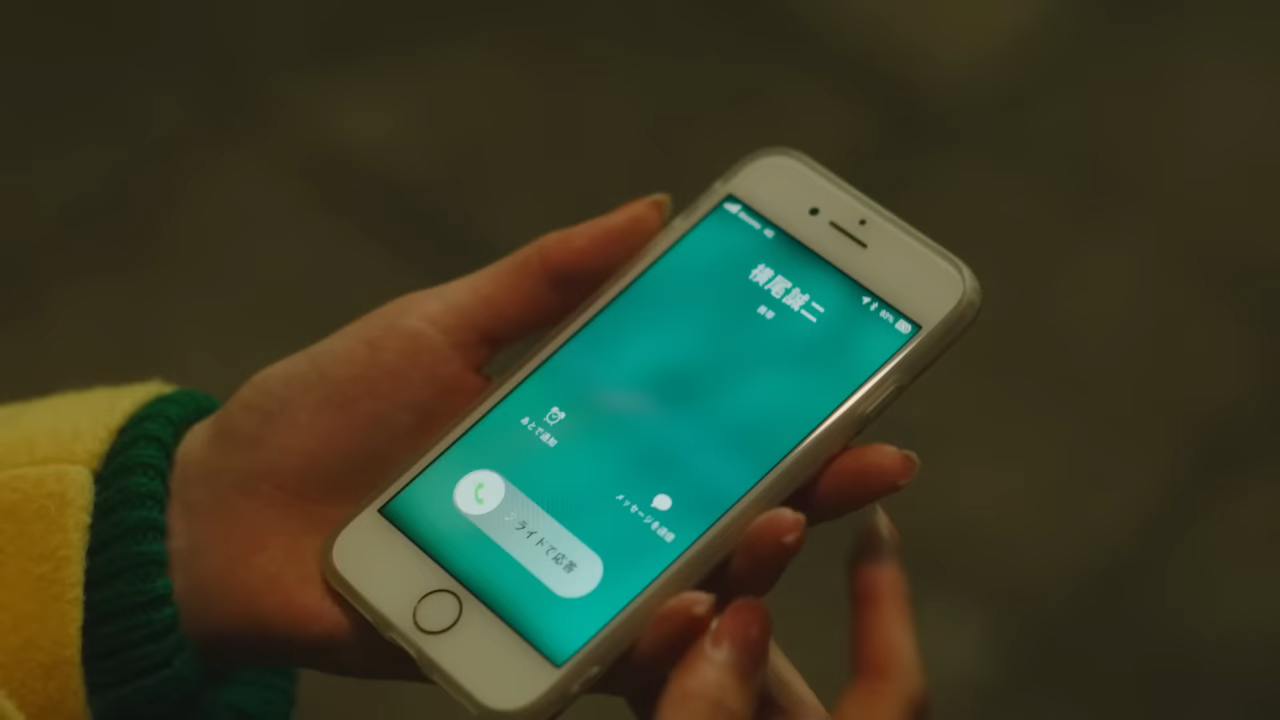 横尾誠二
携帯
あとで通知
メッセージを送信
スライドで応答